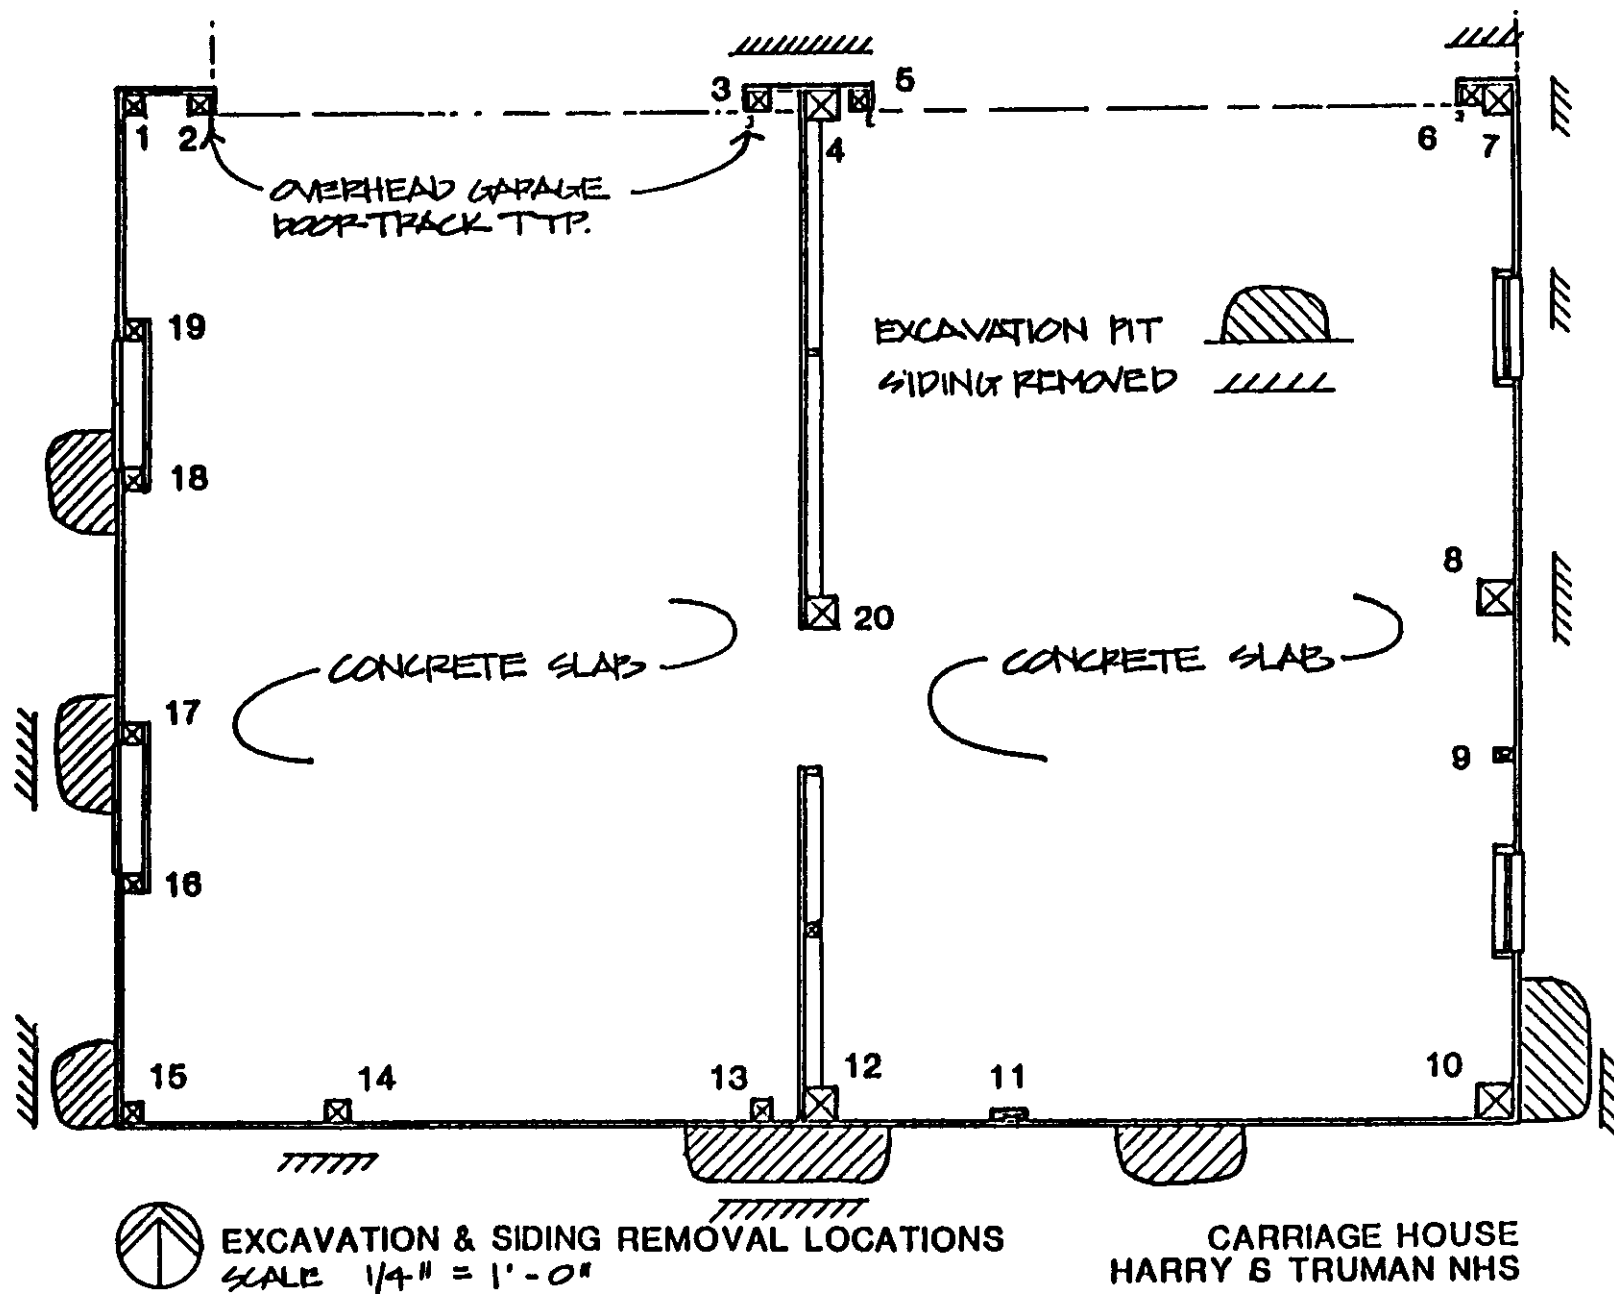 3
5
1
2
4
6
7
OVERHEAD GARAGE
DOOR TRACK TYP.
19
EXCAVATION PIT
SIDING REMOVED
18
8
20
CONCRETE SLAB
CONCRETE SLAB
17
9
16
15
14
13
12
11
10
EXCAVATION & SIDING REMOVAL LOCATIONS
SCALE 1/4" = 1'-0"
CARRIAGE HOUSE
HARRY S TRUMAN NHS